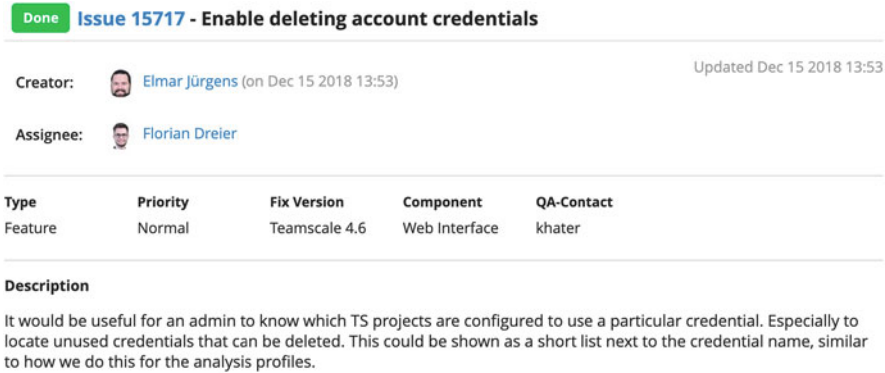 Done Issue 15717 - Enable deleting account credentials
Updated Dec 15 2018 13:53
Creator: Elmar Jürgens (on Dec 15 2018 13:53)
Assignee: Florian Dreier
Type Priority Fix Version Component QA-Contact
Feature Normal Teamscale 4.6 Web Interface khater
Description
It would be useful for an admin to know which TS projects are configured to use a particular credential. Especially to
locate unused credentials that can be deleted. This could be shown as a short list next to the credential name, similar
to how we do this for the analysis profiles.